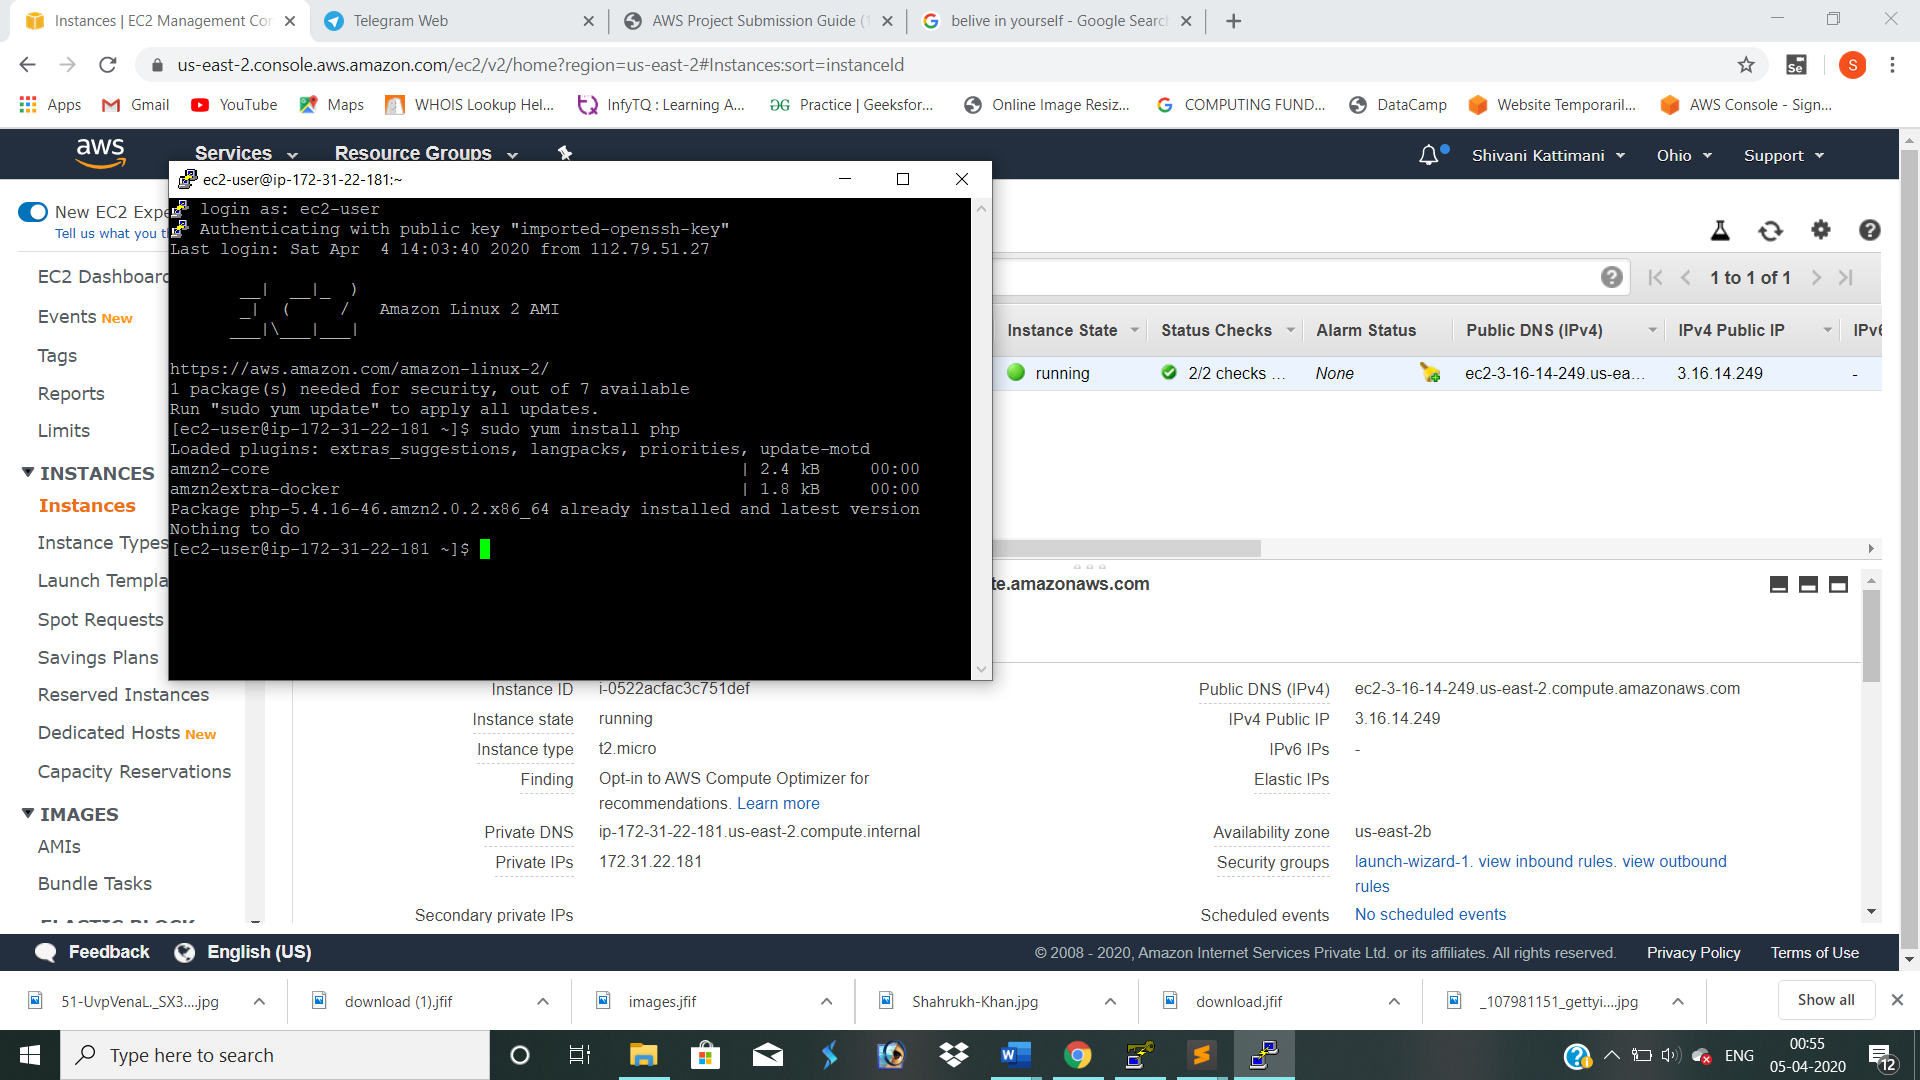 Instances | EC2 Management Con
Telegram Web
AWS Project Submission Guide (1
belive in yourself - Google Search
us-east-2.console.aws.amazon.com/ec2/v2/home?region=us-east-2#Instances:sort=instanceId
Se
S
Apps
Gmail
YouTube
Maps
WHOIS Lookup Hel...
InfyTQ : Learning A...
Practice | Geeksfor...
Online Image Resiz...
COMPUTING FUND...
DataCamp
Website Temporaril...
AWS Console - Sign...
aws
Services
Resource Groups
Shivani Kattimani
Ohio
Support
ec2-user@ip-172-31-22-181:~
login as: ec2-user
Authenticating with public key "imported-openssh-key"
Last login: Sat Apr  4 14:03:40 2020 from 112.79.51.27
__|  __|_  )
_|  (     /   Amazon Linux 2 AMI
___|\___|___|
https://aws.amazon.com/amazon-linux-2/
1 package(s) needed for security, out of 7 available
Run "sudo yum update" to apply all updates.
[ec2-user@ip-172-31-22-181 ~]$ sudo yum install php
Loaded plugins: extras_suggestions, langpacks, priorities, update-motd
amzn2-core | 2.4 kB 00:00
amzn2extra-docker | 1.8 kB 00:00
Package php-5.4.16-46.amzn2.0.2.x86_64 already installed and latest version
Nothing to do
[ec2-user@ip-172-31-22-181 ~]$
New EC2 Expe
Tell us what you t
EC2 Dashboard
Events New
Tags
Reports
Limits
INSTANCES
Instances
Instance Types
Launch Templa
Spot Requests
Savings Plans
Reserved Instances
Dedicated Hosts New
Capacity Reservations
IMAGES
AMIs
Bundle Tasks
ELASTIC BLOCK
1 to 1 of 1
Instance State
Status Checks
Alarm Status
Public DNS (IPv4)
IPv4 Public IP
IPv6
running
2/2 checks ...
None
ec2-3-16-14-249.us-ea...
3.16.14.249
-
te.amazonaws.com
Instance ID i-0522acfac3c751def
Instance state running
Instance type t2.micro
Finding Opt-in to AWS Compute Optimizer for
recommendations. Learn more
Private DNS ip-172-31-22-181.us-east-2.compute.internal
Private IPs 172.31.22.181
Secondary private IPs
Public DNS (IPv4) ec2-3-16-14-249.us-east-2.compute.amazonaws.com
IPv4 Public IP 3.16.14.249
IPv6 IPs -
Elastic IPs
Availability zone us-east-2b
Security groups launch-wizard-1. view inbound rules. view outbound
rules
Scheduled events No scheduled events
Feedback
English (US)
© 2008 - 2020, Amazon Internet Services Private Ltd. or its affiliates. All rights reserved.
Privacy Policy
Terms of Use
51-UvpVenaL._SX3....jpg
download (1).jfif
images.jfif
Shahrukh-Khan.jpg
download.jfif
_107981151_gettyi....jpg
Show all
Type here to search
ENG
00:55
05-04-2020
12